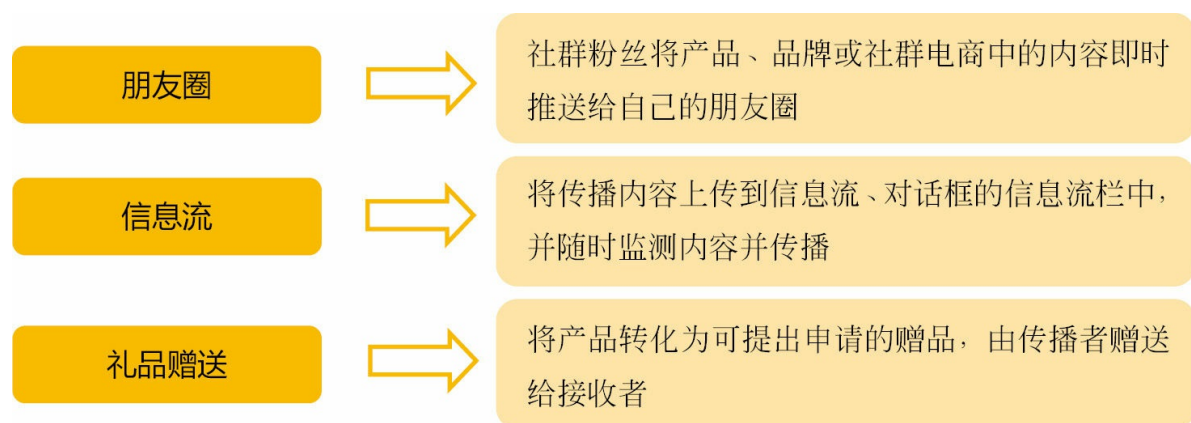 朋友圈
社群粉丝将产品、品牌或社群电商中的内容即时
推送给自己的朋友圈
信息流
将传播内容上传到信息流、对话框的信息流栏中，
并随时监测内容并传播
礼品赠送
将产品转化为可提出申请的赠品，由传播者赠送
给接收者